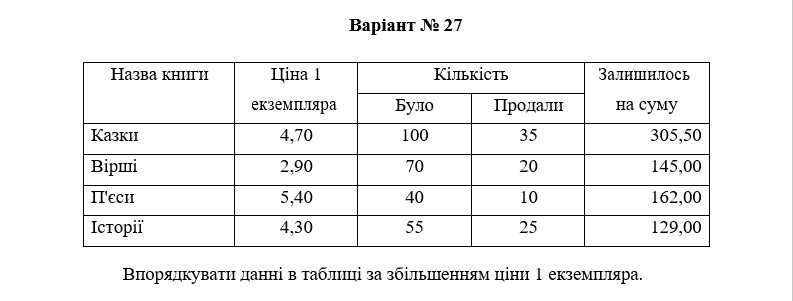 Варіант № 27
Назва книги Ціна 1 екземпляра Кількість Залишилось на суму
Було Продали
Казки 4,70 100 35 305,50
Вірші 2,90 70 20 145,00
П'єси 5,40 40 10 162,00
Історії 4,30 55 25 129,00
Впорядкувати данні в таблиці за збільшенням ціни 1 екземпляра.